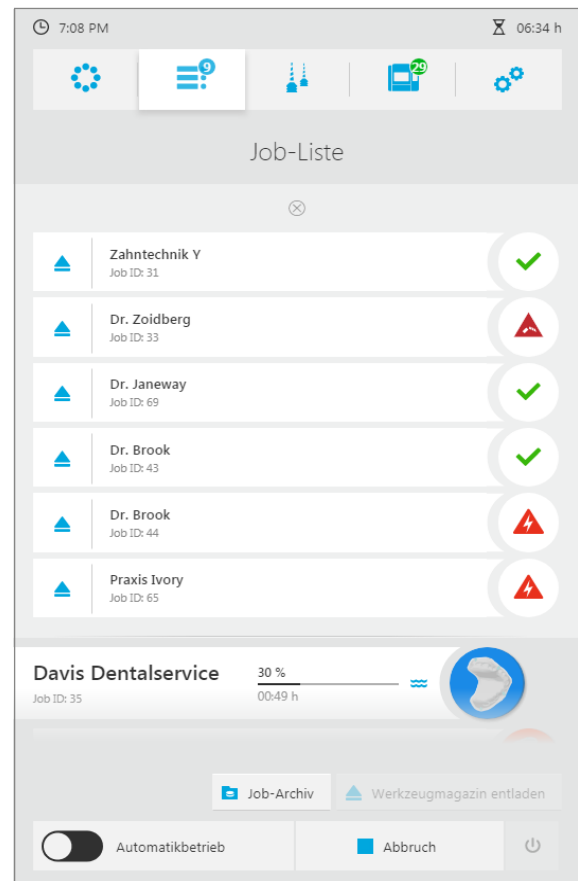 7:08 PM
06:34 h
9
29
Job-Liste
Zahntechnik Y
Job ID: 31
Dr. Zoidberg
Job ID: 33
Dr. Janeway
Job ID: 69
Dr. Brook
Job ID: 43
Dr. Brook
Job ID: 44
Praxis Ivory
Job ID: 65
Davis Dentalservice
Job ID: 35
30 %
00:49 h
Job-Archiv
Werkzeugmagazin entladen
Automatikbetrieb
Abbruch